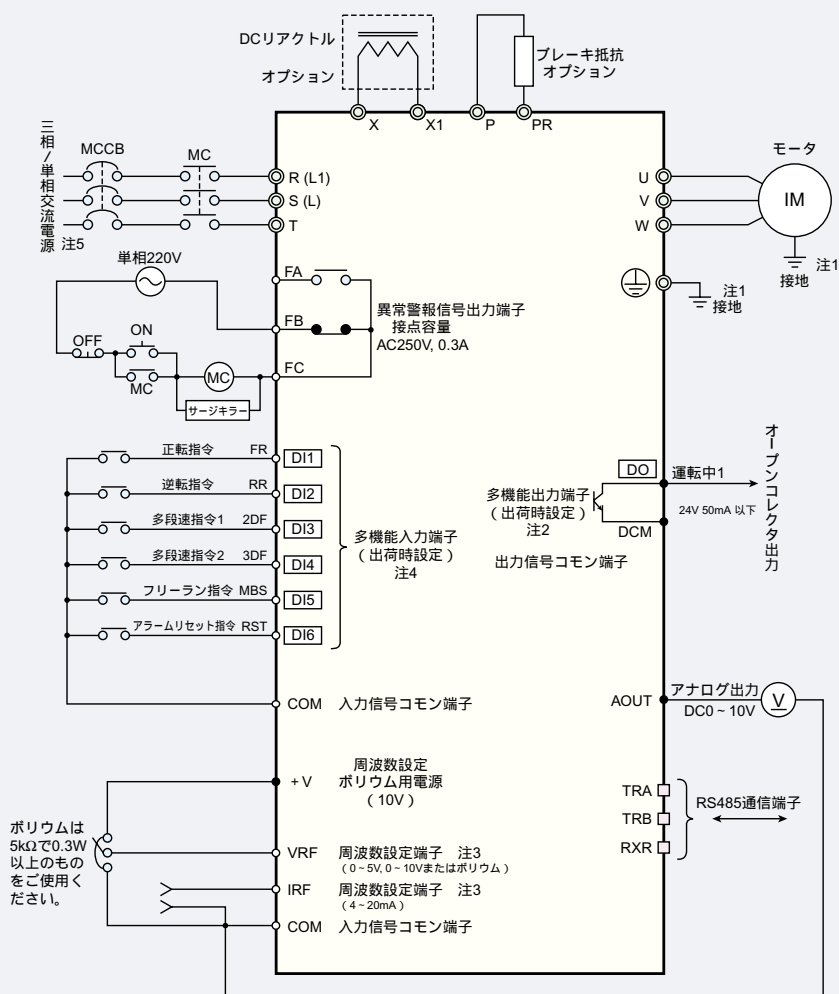 DCリアクトル
オプション
ブレーキ抵抗
オプション
X
X1
P
PR
三相/単相交流電源
注5
MCCB
MC
R (L1)
S (L)
T
U
V
W
モータ
IM
注1
接地
注1
接地
単相220V
FA
FB
FC
異常警報信号出力端子
接点容量
AC250V, 0.3A
OFF
ON
MC
MC
サージキラー
正転指令 FR DI1
逆転指令 RR DI2
多段速指令1 2DF DI3
多段速指令2 3DF DI4
フリーラン指令 MBS DI5
アラームリセット指令 RST DI6
多機能入力端子
(出荷時設定)
注4
多機能出力端子
(出荷時設定)
注2
DO
DCM
運転中1
24V 50mA 以下
オープンコレクタ出力
出力信号コモン端子
COM 入力信号コモン端子
AOUT
アナログ出力
DC0 ~ 10V
V
+V
周波数設定
ボリウム用電源
(10V)
TRA
TRB
RXR
RS485通信端子
ボリウムは
5kΩで0.3W
以上のもの
をご使用く
ださい。
VRF 周波数設定端子 注3
(0 ~ 5V, 0 ~ 10Vまたはボリウム)
IRF 周波数設定端子 注3
(4 ~ 20mA)
COM 入力信号コモン端子